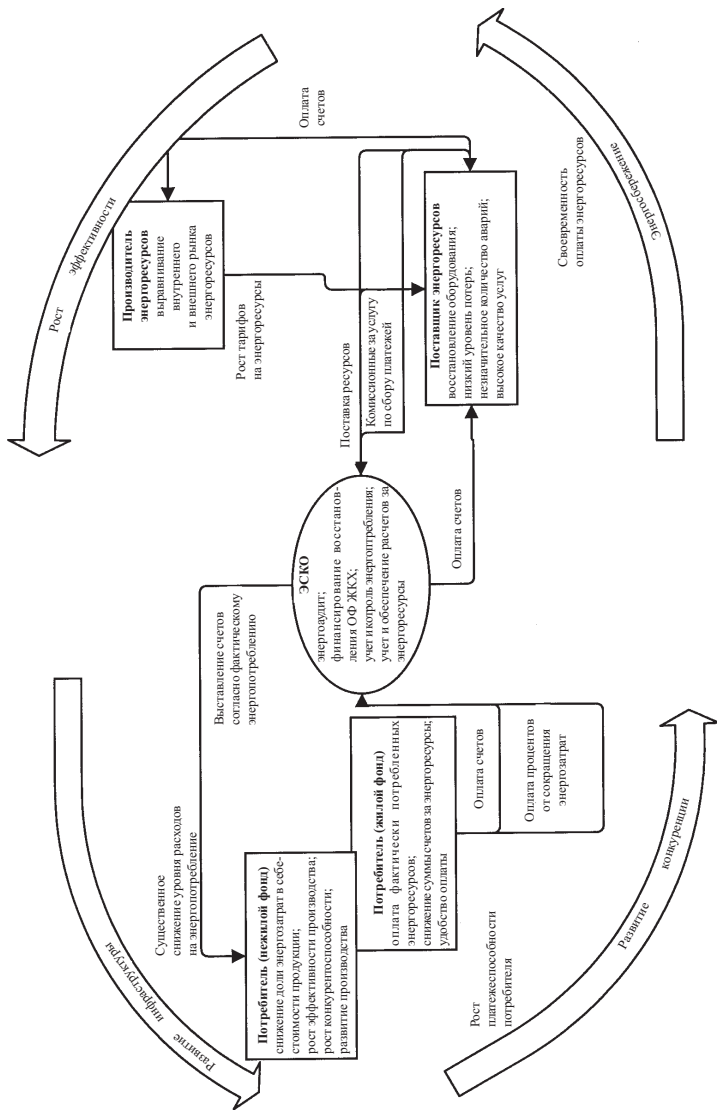 Рост
эффективности
Оплата
счетов
Производитель
энергоресурсов
выравнивание
внутреннего
и внешнего рынка
энергоресурсов
Рост тарифов
на энергоресурсы
Поставка ресурсов
Комиссионные за услугу
по сбору платежей
Поставщик энергоресурсов
восстановление оборудования;
низкий уровень потерь;
незначительное количество аварий;
высокое качество услуг
Своевременность
оплаты энергоресурсов
Энергосбережение
ЭСКО
энергоаудит;
финансирование восстанов-
ления ОФ ЖКХ;
учет и котроль энергоптребления;
учет и обеспечение расчетов за
энергоресурсы
Оплата счетов
Выставление счетов
согласно фактическому
энергопотреблению
Существенное
снижение уровня расходов
на энергопотребление
Развитие
инфраструктуры
Потребитель (нежилой фонд)
снижение доли энергозатрат в себе-
стоимости продукции;
рост эффективности производства;
рост конкурентоспособности;
развитие производства
Потребитель (жилой фонд)
оплата фактически потребленных
энергоресурсов;
снижение суммы счетов за энергоресурсы;
удобство оплаты
Оплата счетов
Оплата процентов
от сокращения
энергозатрат
Рост
платежеспособности
потребителя
Развитие
конкуренции